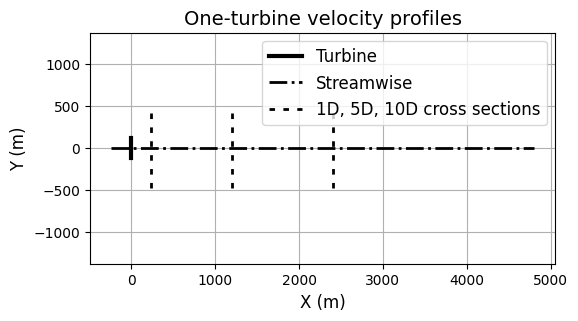 One-turbine velocity profiles
Turbine
Streamwise
1D, 5D, 10D cross sections
Y (m)
1000
500
0
−500
−1000
0
1000
2000
3000
4000
5000
X (m)